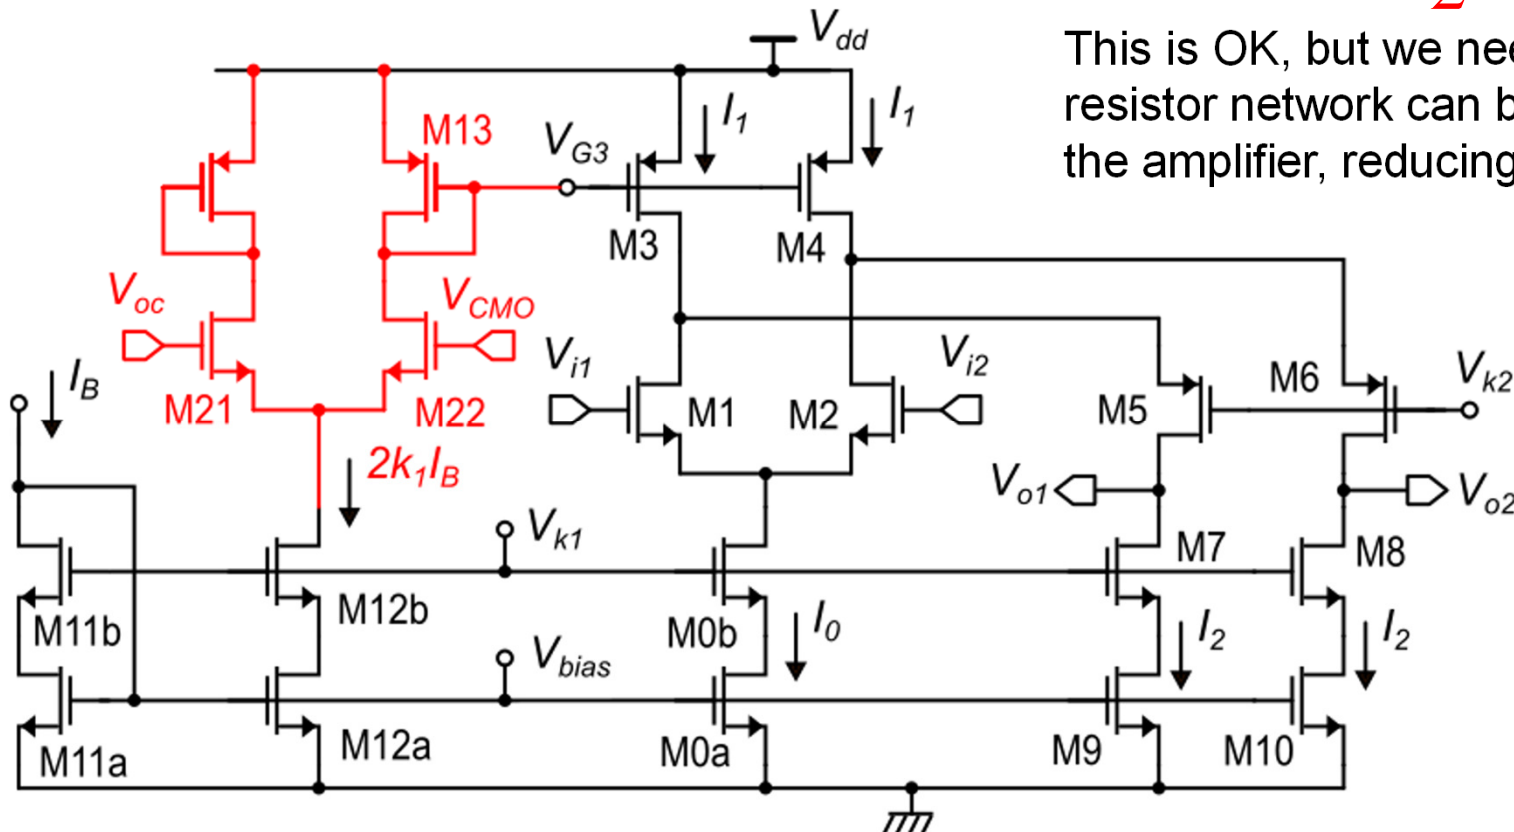 2
This is OK, but we nee
resistor network can b
the amplifier, reducing
Vdd
I1
I1
M13
VG3
M3
M4
Voc
VCMO
Vi1
Vi2
IB
M21
M22
M1
M2
M5
M6
Vk2
2k1IB
Vo1
Vo2
Vk1
M7
M8
M11b
M12b
M0b
I0
I2
I2
Vbias
M11a
M12a
M0a
M9
M10